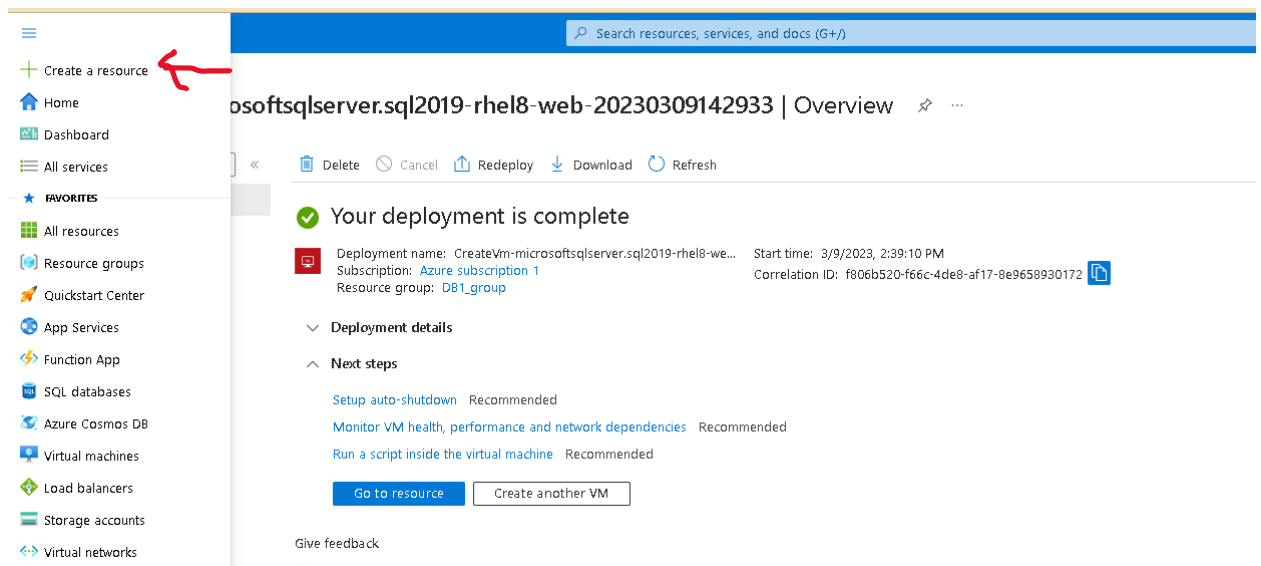 Search resources, services, and docs (G+/)
Create a resource
Home
Dashboard
All services
FAVORITES
All resources
Resource groups
Quickstart Center
App Services
Function App
SQL databases
Azure Cosmos DB
Virtual machines
Load balancers
Storage accounts
Virtual networks
osoftsqlserver.sql2019-rhel8-web-20230309142933 | Overview
Delete Cancel Redeploy Download Refresh
Your deployment is complete
Deployment name: CreateVm-microsoftsqlserver.sql2019-rhel8-we... Start time: 3/9/2023, 2:39:10 PM
Subscription: Azure subscription 1 Correlation ID: f806b520-f66c-4de8-af17-8e9658930172
Resource group: DB1_group
Deployment details
Next steps
Setup auto-shutdown Recommended
Monitor VM health, performance and network dependencies Recommended
Run a script inside the virtual machine Recommended
Go to resource Create another VM
Give feedback